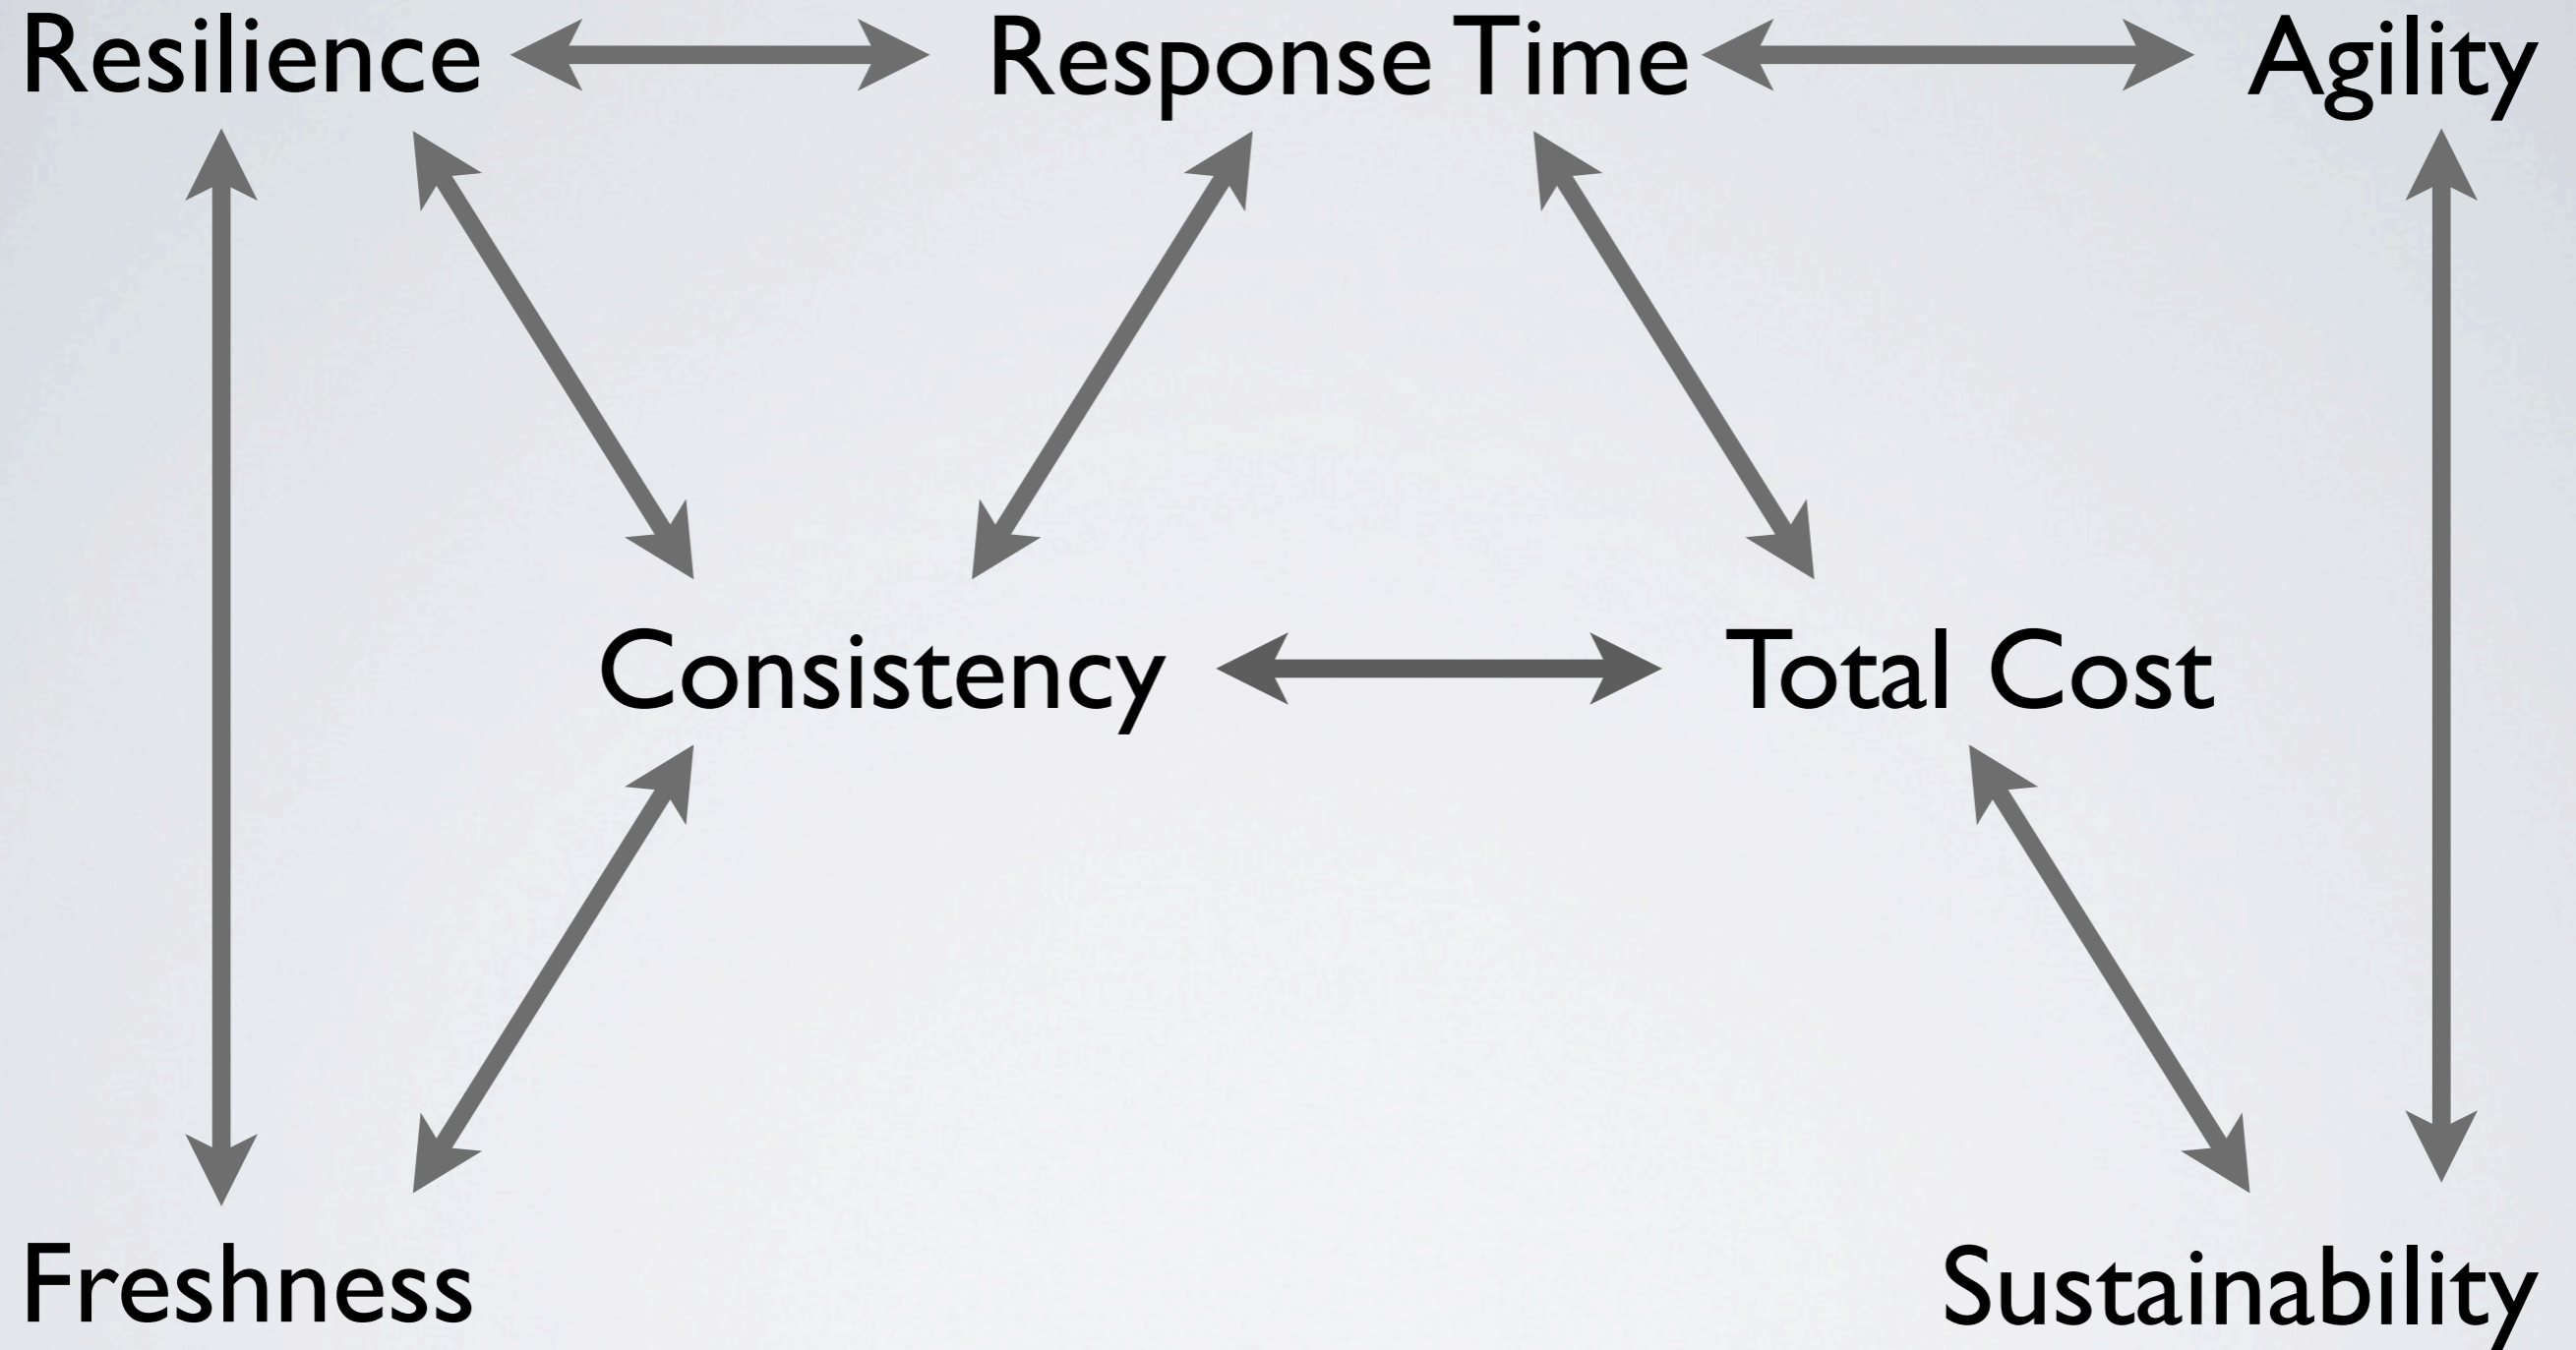 Resilience
Response Time
Agility
Consistency
Total Cost
Freshness
Sustainability